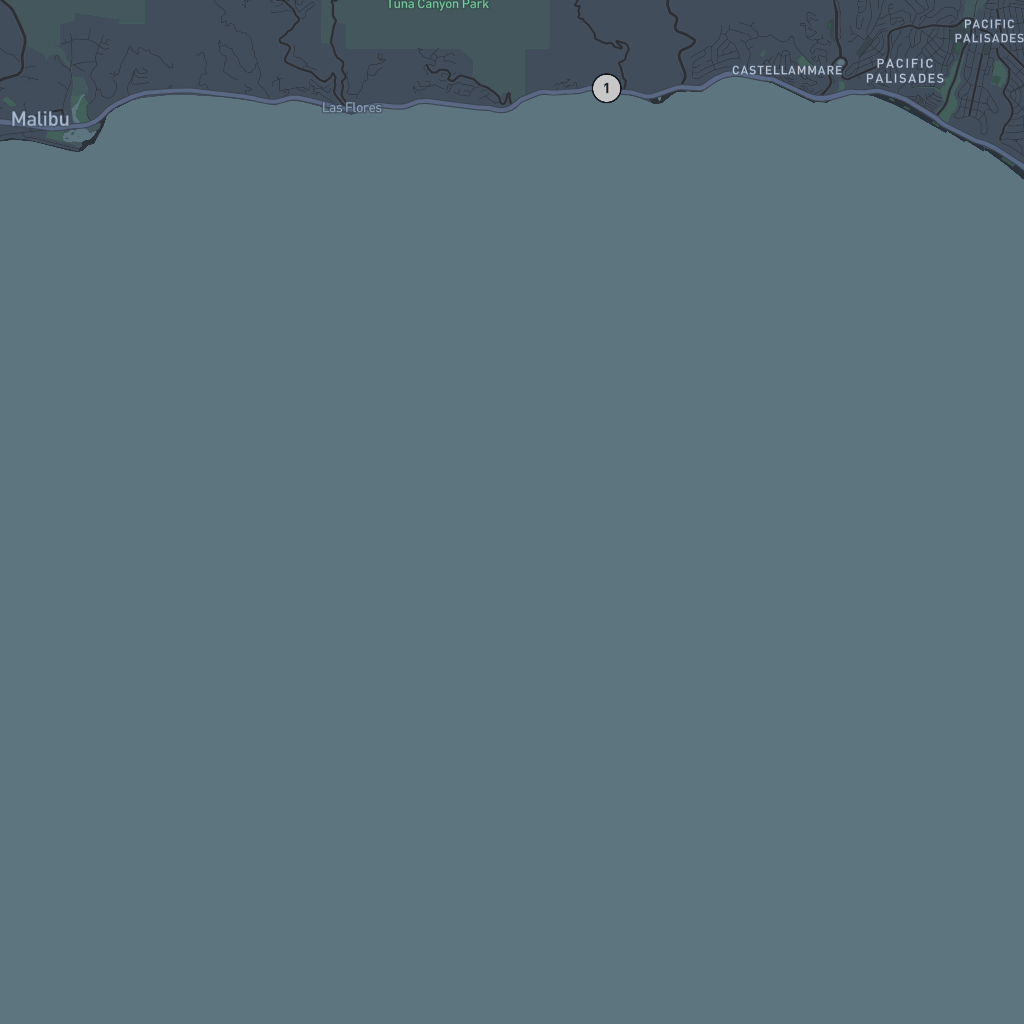 Tuna Canyon Park
PACIFIC
PALISADES
PACIFIC
PALISADES
CASTELLAMMARE
1
Las Flores
Malibu